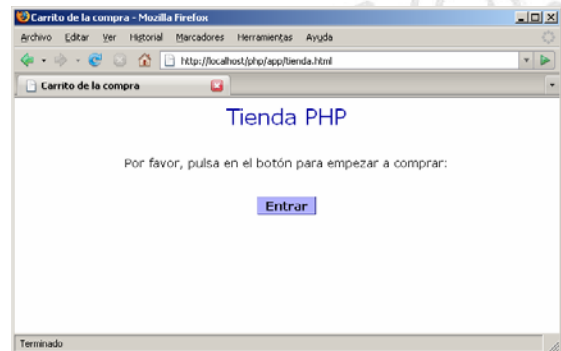 Carrito de la compra - Mozilla Firefox
Archivo Editar Ver Historial Marcadores Herramientas Ayuda
http://localhost/php/app/tienda.html
Carrito de la compra
Tienda PHP
Por favor, pulsa en el botón para empezar a comprar:
Entrar
Terminado